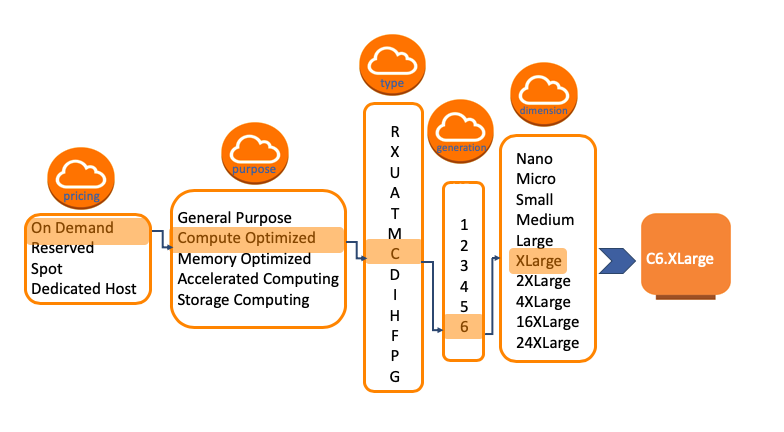 pricing
On Demand
Reserved
Spot
Dedicated Host
purpose
General Purpose
Compute Optimized
Memory Optimized
Accelerated Computing
Storage Computing
type
R
X
U
A
T
M
C
D
I
H
F
P
G
generation
1
2
3
4
5
6
dimension
Nano
Micro
Small
Medium
Large
XLarge
2XLarge
4XLarge
16XLarge
24XLarge
C6.XLarge